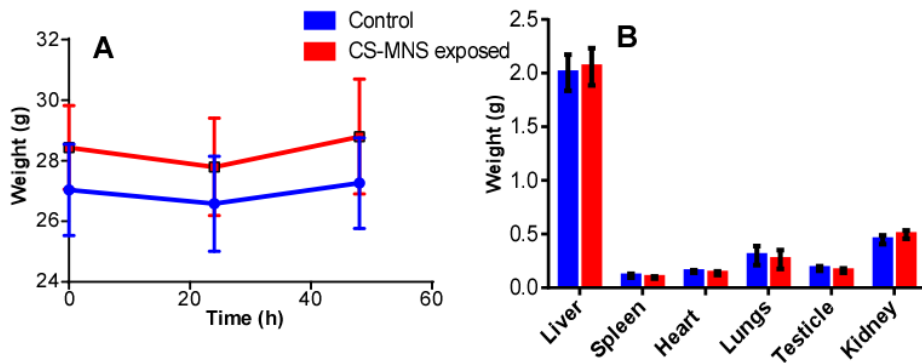 A
Control
CS-MNS exposed
B
Weight (g)
32
30
28
26
24
0
20
40
60
Time (h)
Weight (g)
2.5
2.0
1.5
1.0
0.5
0.0
Liver
Spleen
Heart
Lungs
Testicle
Kidney